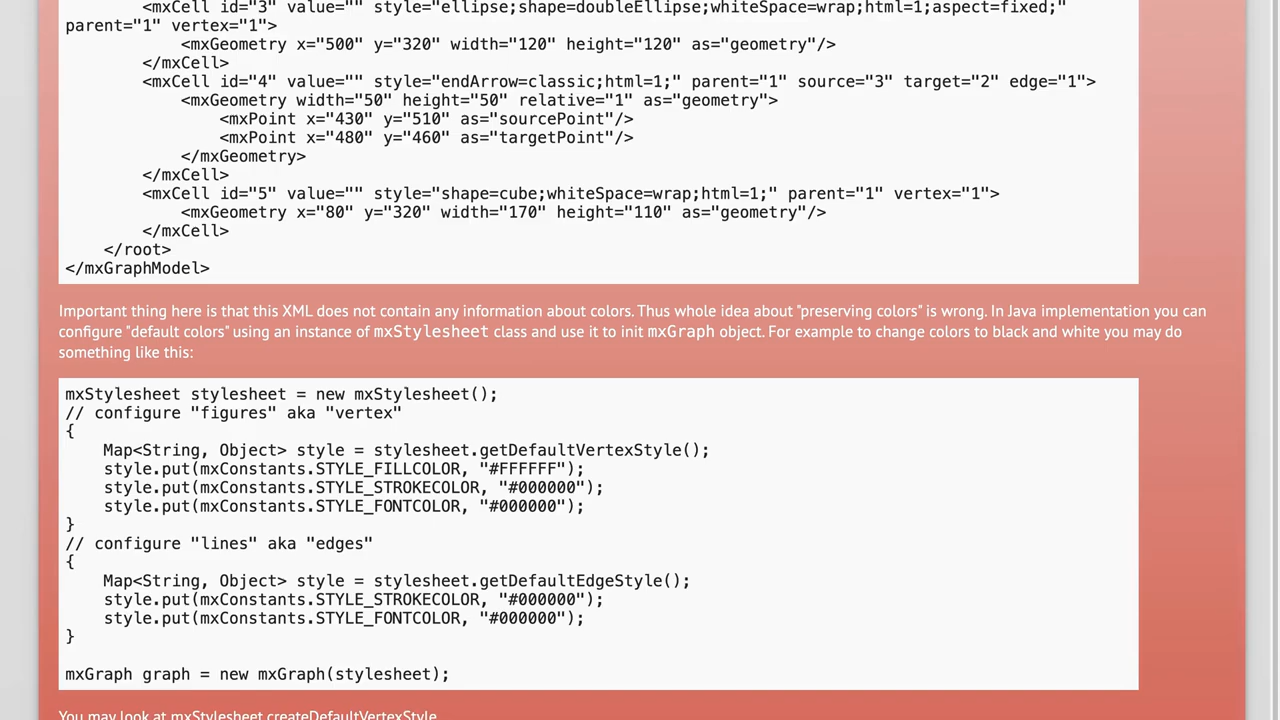 <mxCell id="3" value="" style="ellipse;shape=doubleEllipse;whiteSpace=wrap;html=1;aspect=fixed;"
parent="1" vertex="1">
            <mxGeometry x="500" y="320" width="120" height="120" as="geometry"/>
        </mxCell>
        <mxCell id="4" value="" style="endArrow=classic;html=1;" parent="1" source="3" target="2" edge="1">
            <mxGeometry width="50" height="50" relative="1" as="geometry">
                <mxPoint x="430" y="510" as="sourcePoint"/>
                <mxPoint x="480" y="460" as="targetPoint"/>
            </mxGeometry>
        </mxCell>
        <mxCell id="5" value="" style="shape=cube;whiteSpace=wrap;html=1;" parent="1" vertex="1">
            <mxGeometry x="80" y="320" width="170" height="110" as="geometry"/>
        </mxCell>
    </root>
</mxGraphModel>
Important thing here is that this XML does not contain any information about colors. Thus whole idea about "preserving colors" is wrong. In Java implementation you can
configure "default colors" using an instance of mxStylesheet class and use it to init mxGraph object. For example to change colors to black and white you may do
something like this:
mxStylesheet stylesheet = new mxStylesheet();
// configure "figures" aka "vertex"
{
    Map<String, Object> style = stylesheet.getDefaultVertexStyle();
    style.put(mxConstants.STYLE_FILLCOLOR, "#FFFFFF");
    style.put(mxConstants.STYLE_STROKECOLOR, "#000000");
    style.put(mxConstants.STYLE_FONTCOLOR, "#000000");
}
// configure "lines" aka "edges"
{
    Map<String, Object> style = stylesheet.getDefaultEdgeStyle();
    style.put(mxConstants.STYLE_STROKECOLOR, "#000000");
    style.put(mxConstants.STYLE_FONTCOLOR, "#000000");
}
mxGraph graph = new mxGraph(stylesheet);
You may look at mxStylesheet.createDefaultVertexStyle